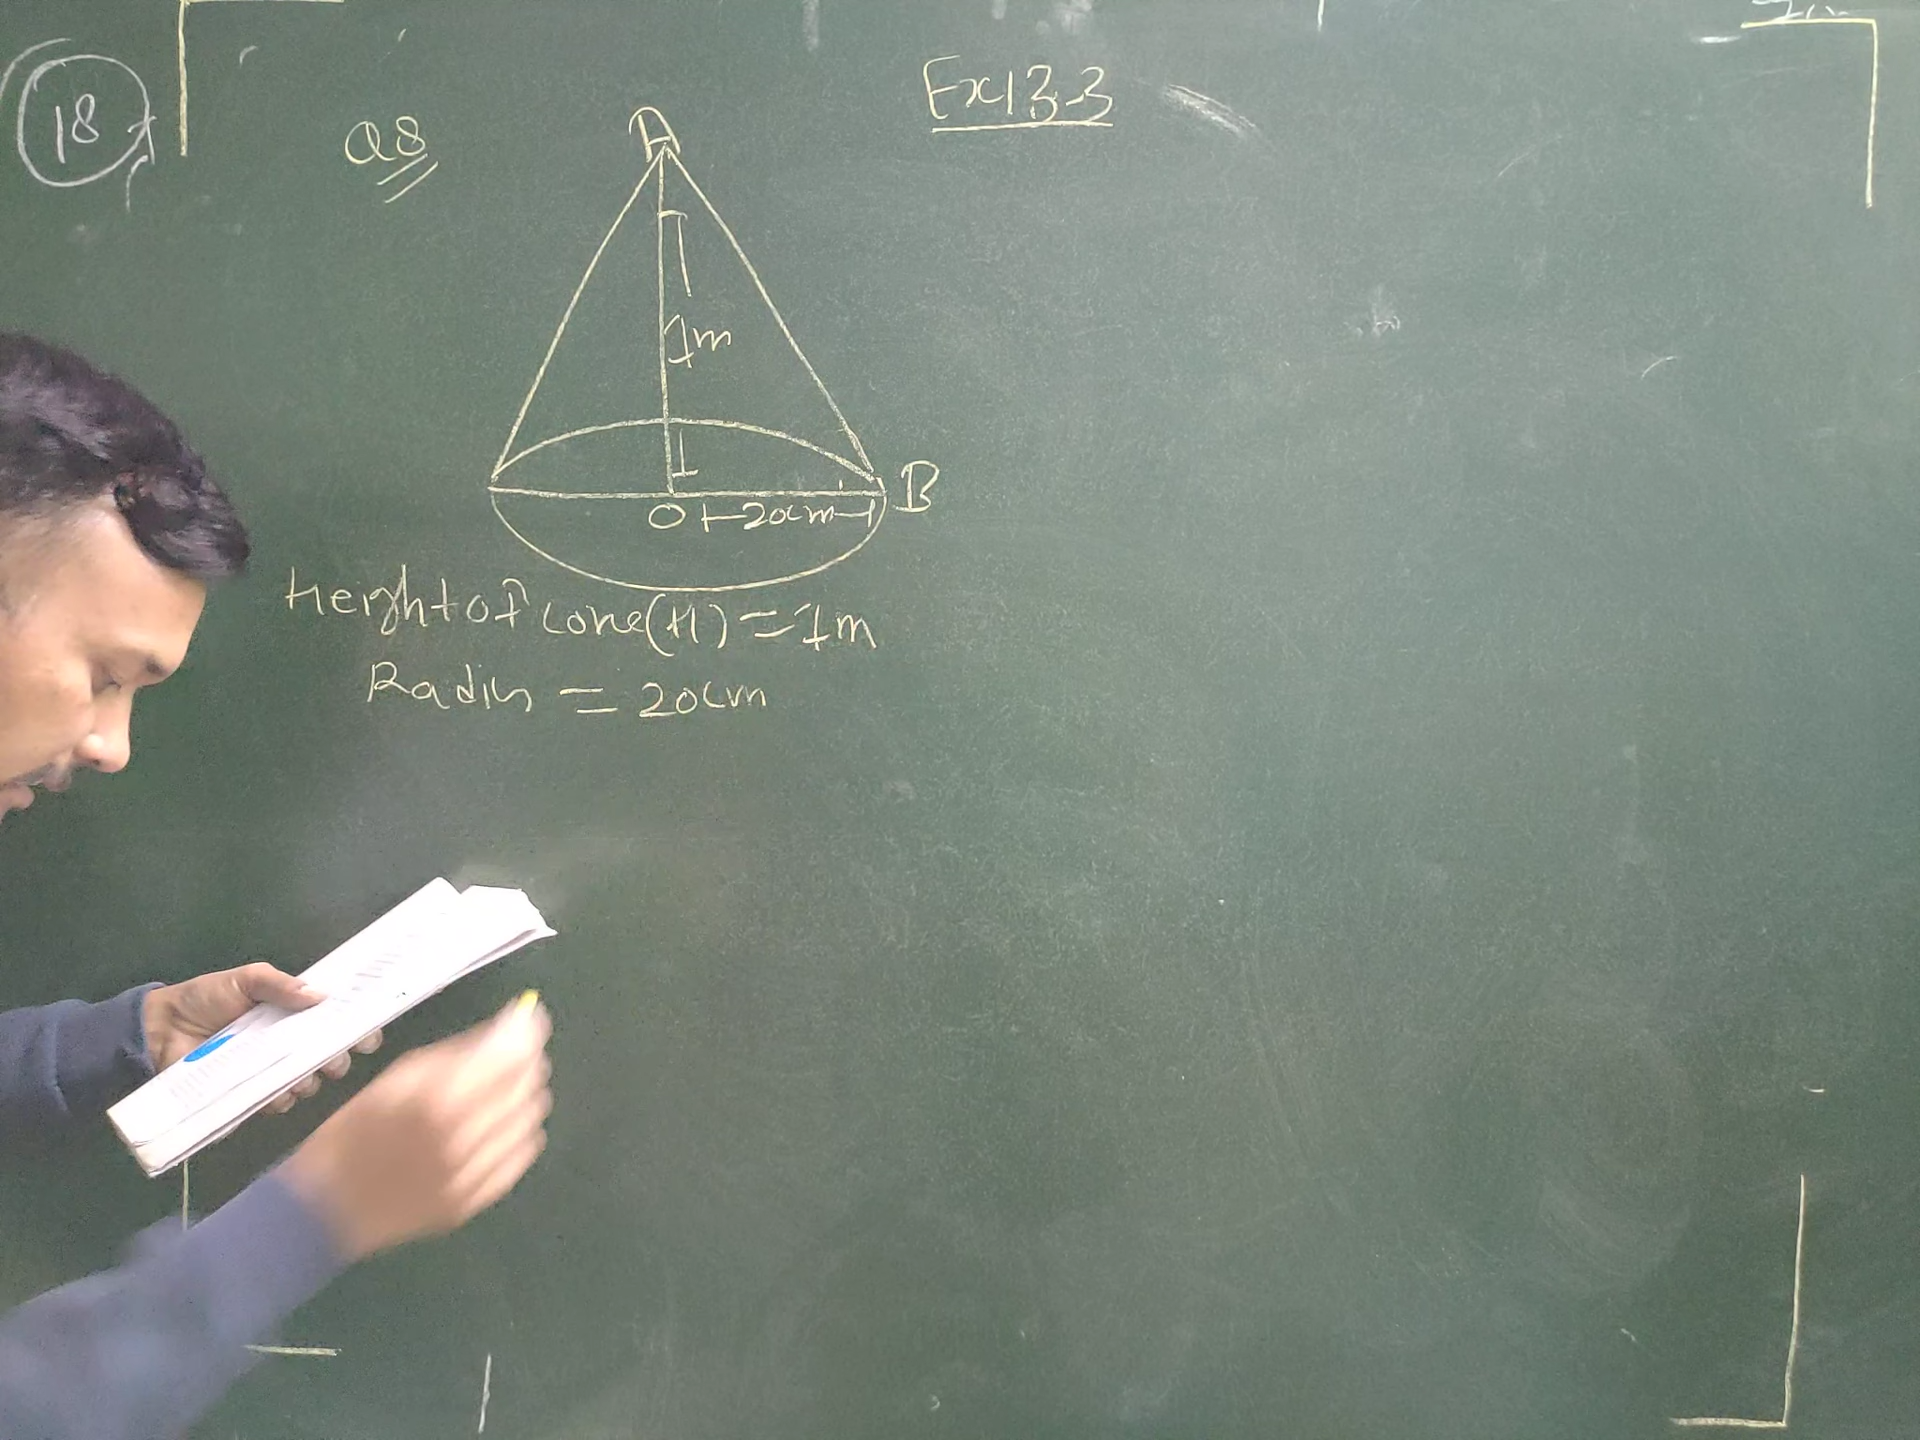 Ex13.3
18
Q8
A
1m
O 20cm B
Height of cone(H) = 1m
Radius = 20cm